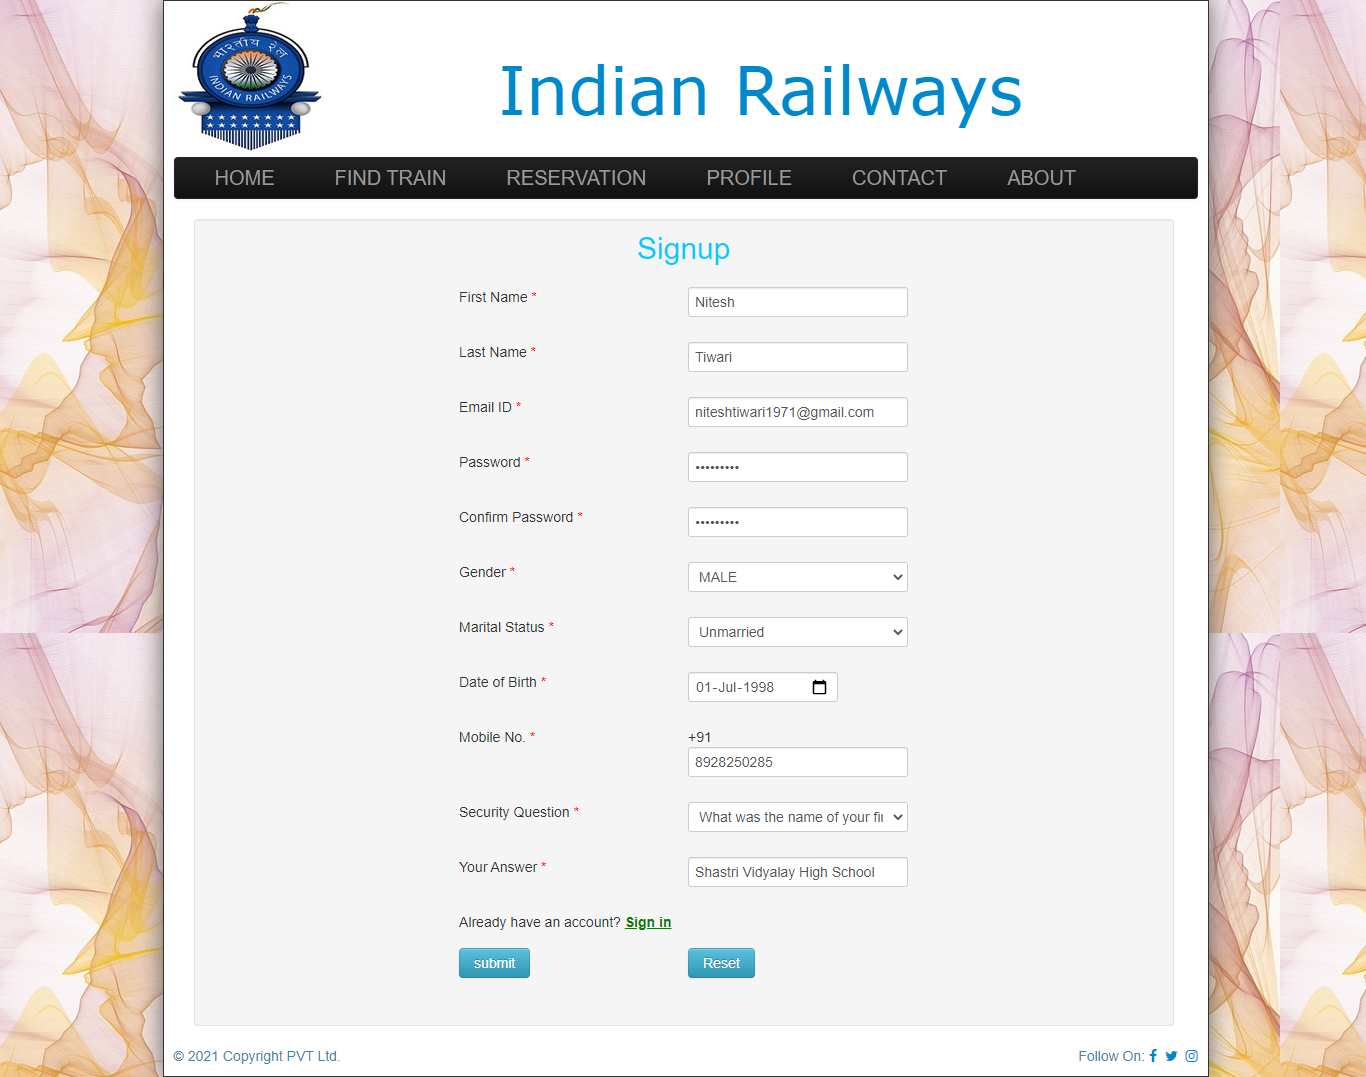 भारतीय रेल
INDIAN RAILWAYS
Indian Railways
HOME FIND TRAIN RESERVATION PROFILE CONTACT ABOUT
Signup
First Name * Nitesh
Last Name * Tiwari
Email ID * niteshtiwari1971@gmail.com
Password * •••••••••
Confirm Password * •••••••••
Gender * MALE
Marital Status * Unmarried
Date of Birth * 01-Jul-1998
Mobile No. * +91
8928250285
Security Question * What was the name of your fir
Your Answer * Shastri Vidyalay High School
Already have an account? Sign in
submit Reset
© 2021 Copyright PVT Ltd. Follow On: